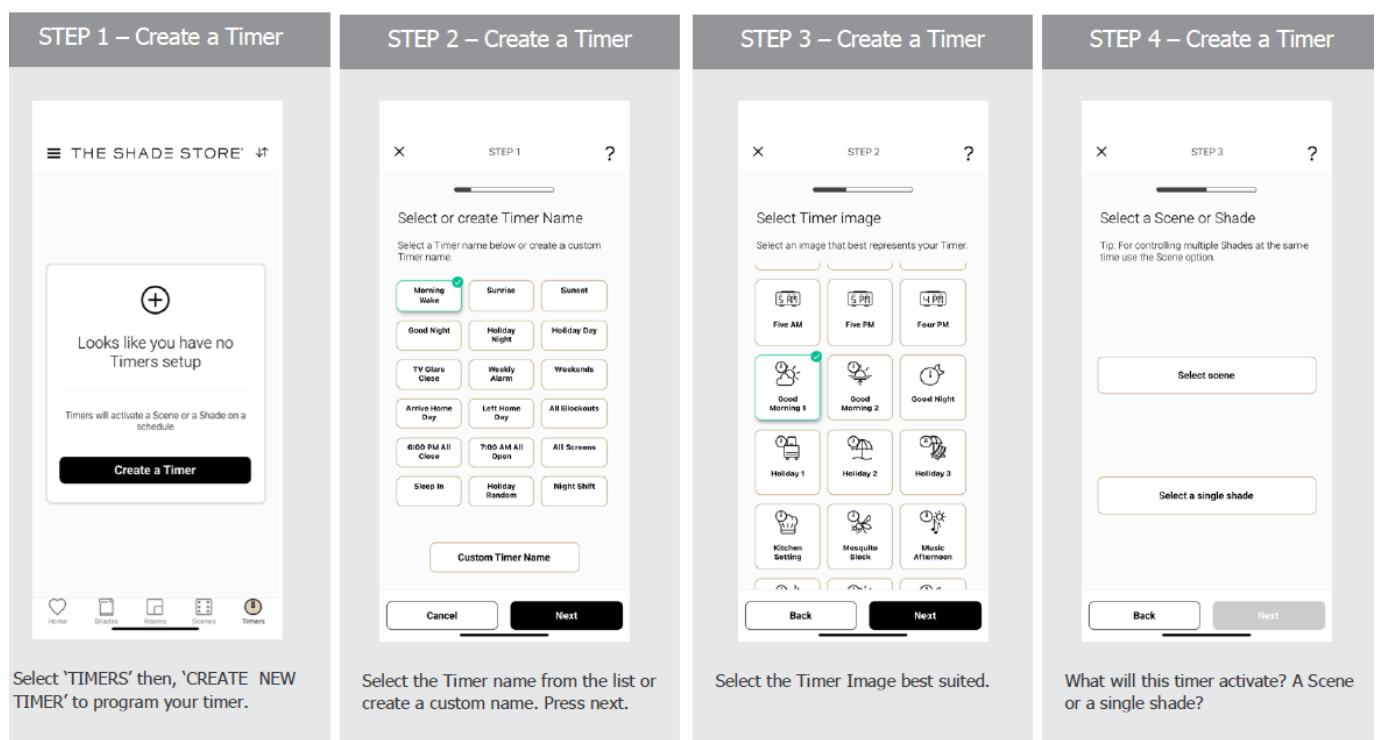 STEP 1 – Create a Timer
THE SHADE STORE
Looks like you have no
Timers setup
Timers will activate a Scene or a Shade on a
schedule
Create a Timer
Home
Shades
Rooms
Scenes
Timers
Select ‘TIMERS’ then, ‘CREATE NEW
TIMER’ to program your timer.
STEP 2 – Create a Timer
STEP 1
?
Select or create Timer Name
Select a Timer name below or create a custom
Timer name.
Morning
Wake
Sunrise
Sunset
Good Night
Holiday
Night
Holiday Day
TV Glare
Close
Weekly
Alarm
Weekends
Arrive Home
Day
Left Home
Day
All Blockouts
6:00 PM All
Close
7:00 AM All
Open
All Screens
Sleep In
Holiday
Random
Night Shift
Custom Timer Name
Cancel
Next
Select the Timer name from the list or
create a custom name. Press next.
STEP 3 – Create a Timer
STEP 2
?
Select Timer image
Select an image that best represents your Timer.
5 AM
Five AM
5 PM
Five PM
4 PM
Four PM
Good
Morning 1
Good
Morning 2
Good Night
Holiday 1
Holiday 2
Holiday 3
Kitchen
Setting
Mosquito
Block
Music
Afternoon
Back
Next
Select the Timer Image best suited.
STEP 4 – Create a Timer
STEP 3
?
Select a Scene or Shade
Tip: For controlling multiple Shades at the same
time use the Scene option.
Select scene
Select a single shade
Back
Next
What will this timer activate? A Scene
or a single shade?